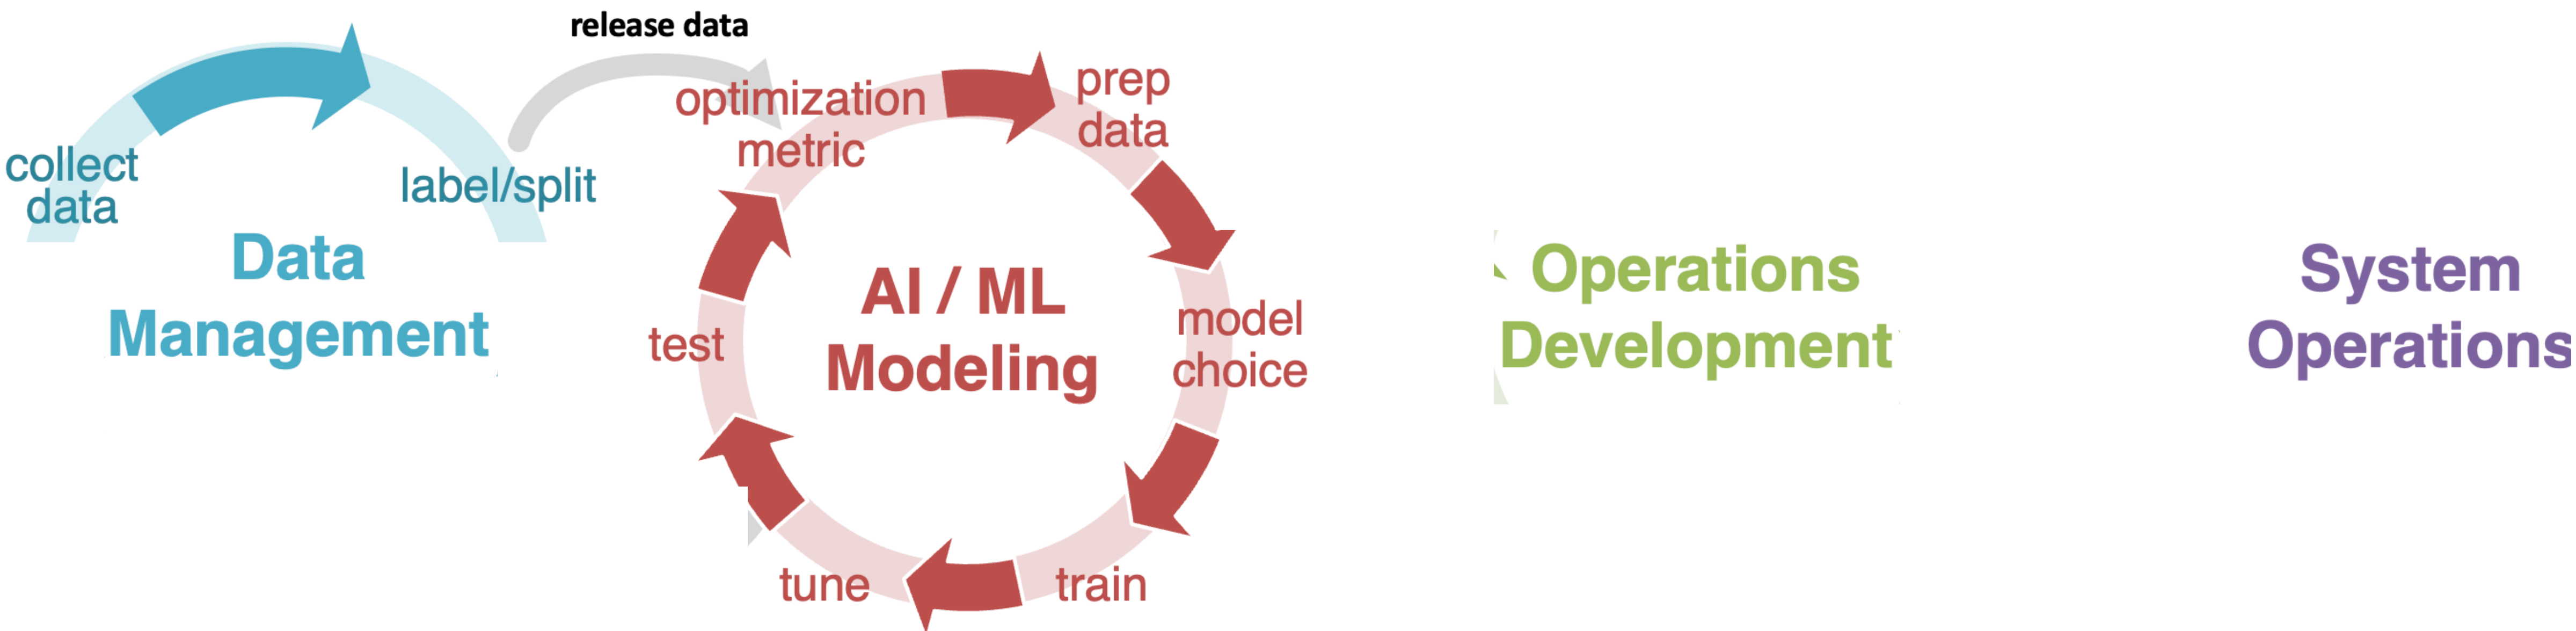 release data
collect
data
label/split
Data
Management
optimization
metric
prep
data
model
choice
train
tune
test
AI / ML
Modeling
Operations
Development
System
Operations